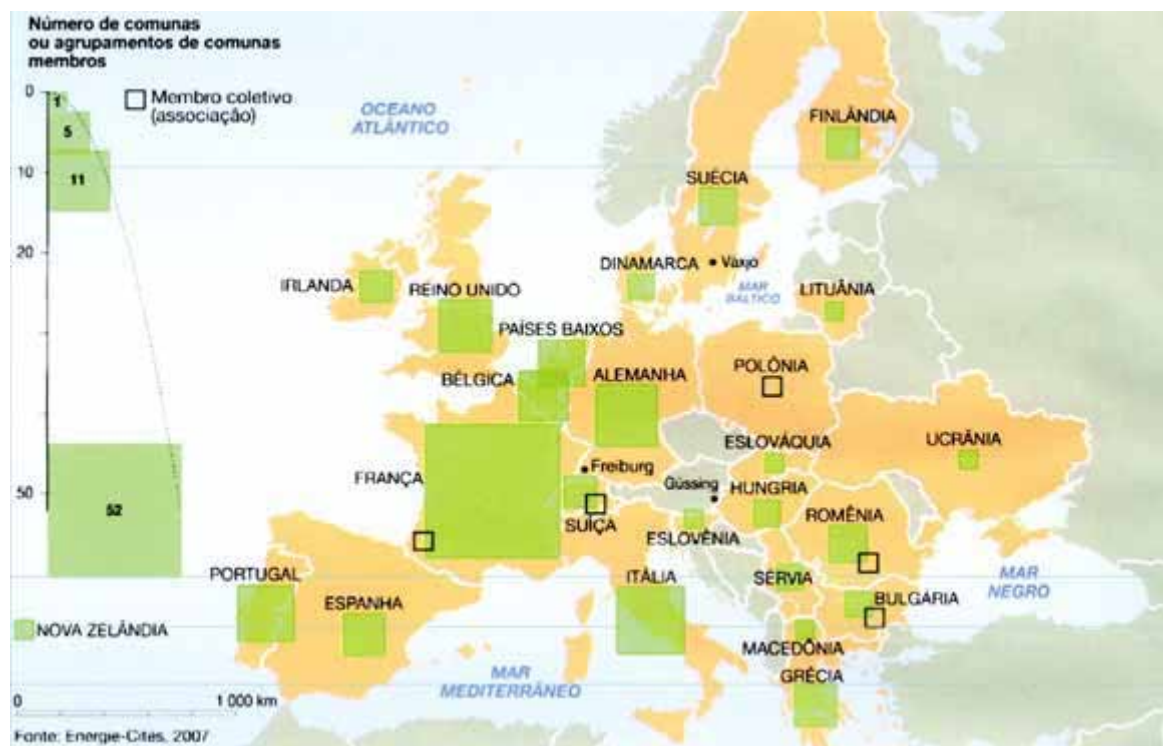 Número de comunas
ou agrupamentos de comunas
membros
0
1
5
10
11
20
50
52
Membro coletivo
(associação)
OCEANO
ATLÂNTICO
FINLÂNDIA
SUÉCIA
DINAMARCA
Växjö
MAR
BÁLTICO
LITUÂNIA
IRLANDA
REINO UNIDO
PAÍSES BAIXOS
BÉLGICA
ALEMANHA
POLÔNIA
ESLOVÁQUIA
UCRÂNIA
FRANÇA
Freiburg
Güssing
HUNGRIA
SUÍÇA
ESLOVÊNIA
ROMÊNIA
PORTUGAL
ESPANHA
ITÁLIA
SÉRVIA
BULGÁRIA
MAR
NEGRO
NOVA ZELÂNDIA
MACEDÔNIA
GRÉCIA
MAR
MEDITERRÂNEO
0
1 000 km
Fonte: Energie-Cités, 2007